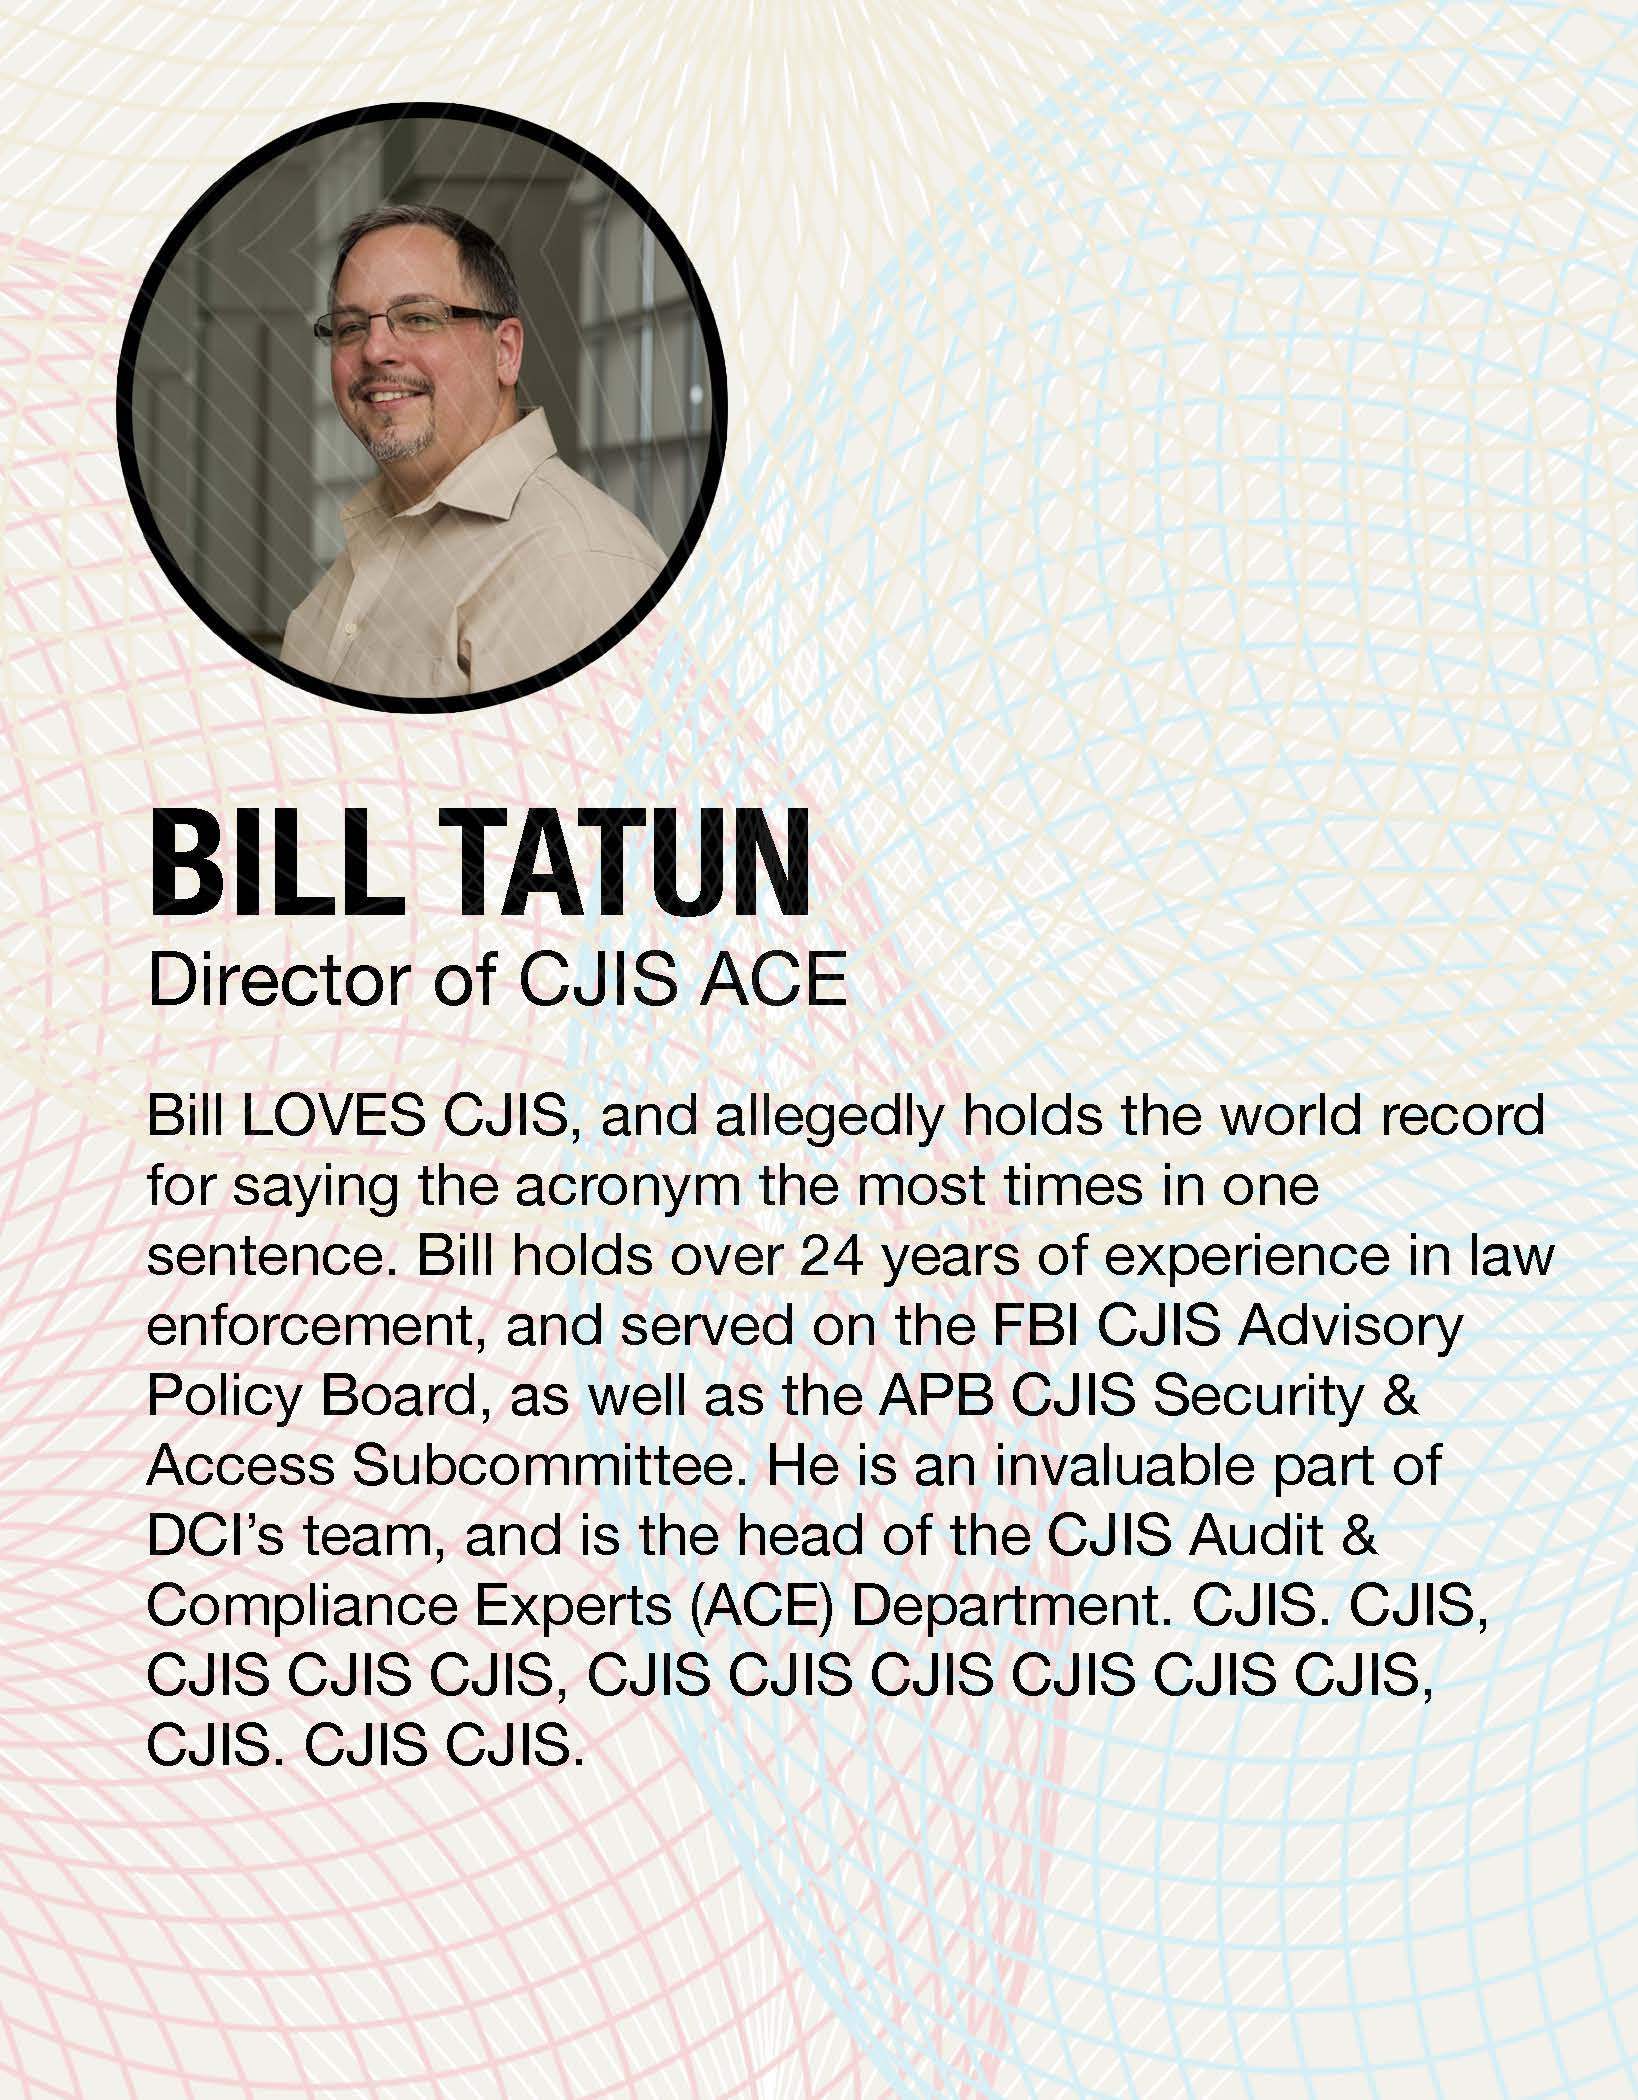 BILL TATUN
Director of CJIS ACE
Bill LOVES CJIS, and allegedly holds the world record
for saying the acronym the most times in one
sentence. Bill holds over 24 years of experience in law
enforcement, and served on the FBI CJIS Advisory
Policy Board, as well as the APB CJIS Security &
Access Subcommittee. He is an invaluable part of
DCI’s team, and is the head of the CJIS Audit &
Compliance Experts (ACE) Department. CJIS. CJIS,
CJIS CJIS CJIS, CJIS CJIS CJIS CJIS CJIS CJIS,
CJIS. CJIS CJIS.